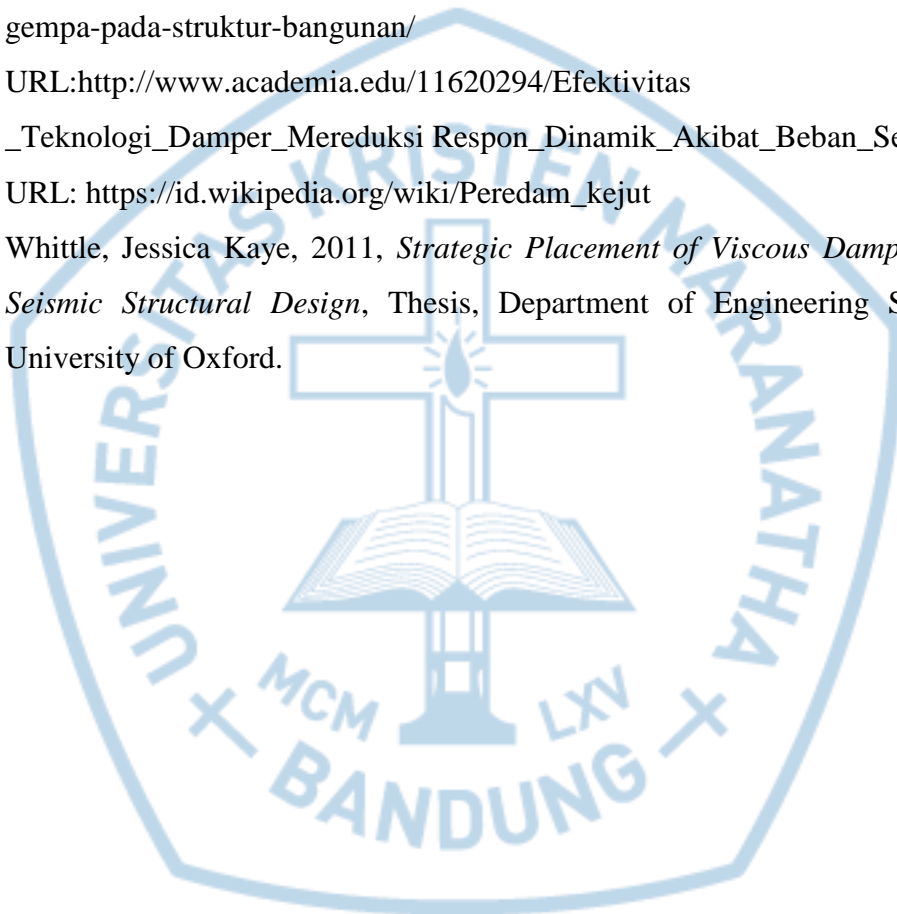 gempa-pada-struktur-bangunan/
URL:http://www.academia.edu/11620294/Efektivitas
_Teknologi_Damper_Mereduksi Respon_Dinamik_Akibat_Beban_Se
URL: https://id.wikipedia.org/wiki/Peredam_kejut
Whittle, Jessica Kaye, 2011, Strategic Placement of Viscous Damp
Seismic Structural Design, Thesis, Department of Engineering S
University of Oxford.
UNIVERSITAS KRISTEN MARANATHA
MCM LXV
BANDUNG